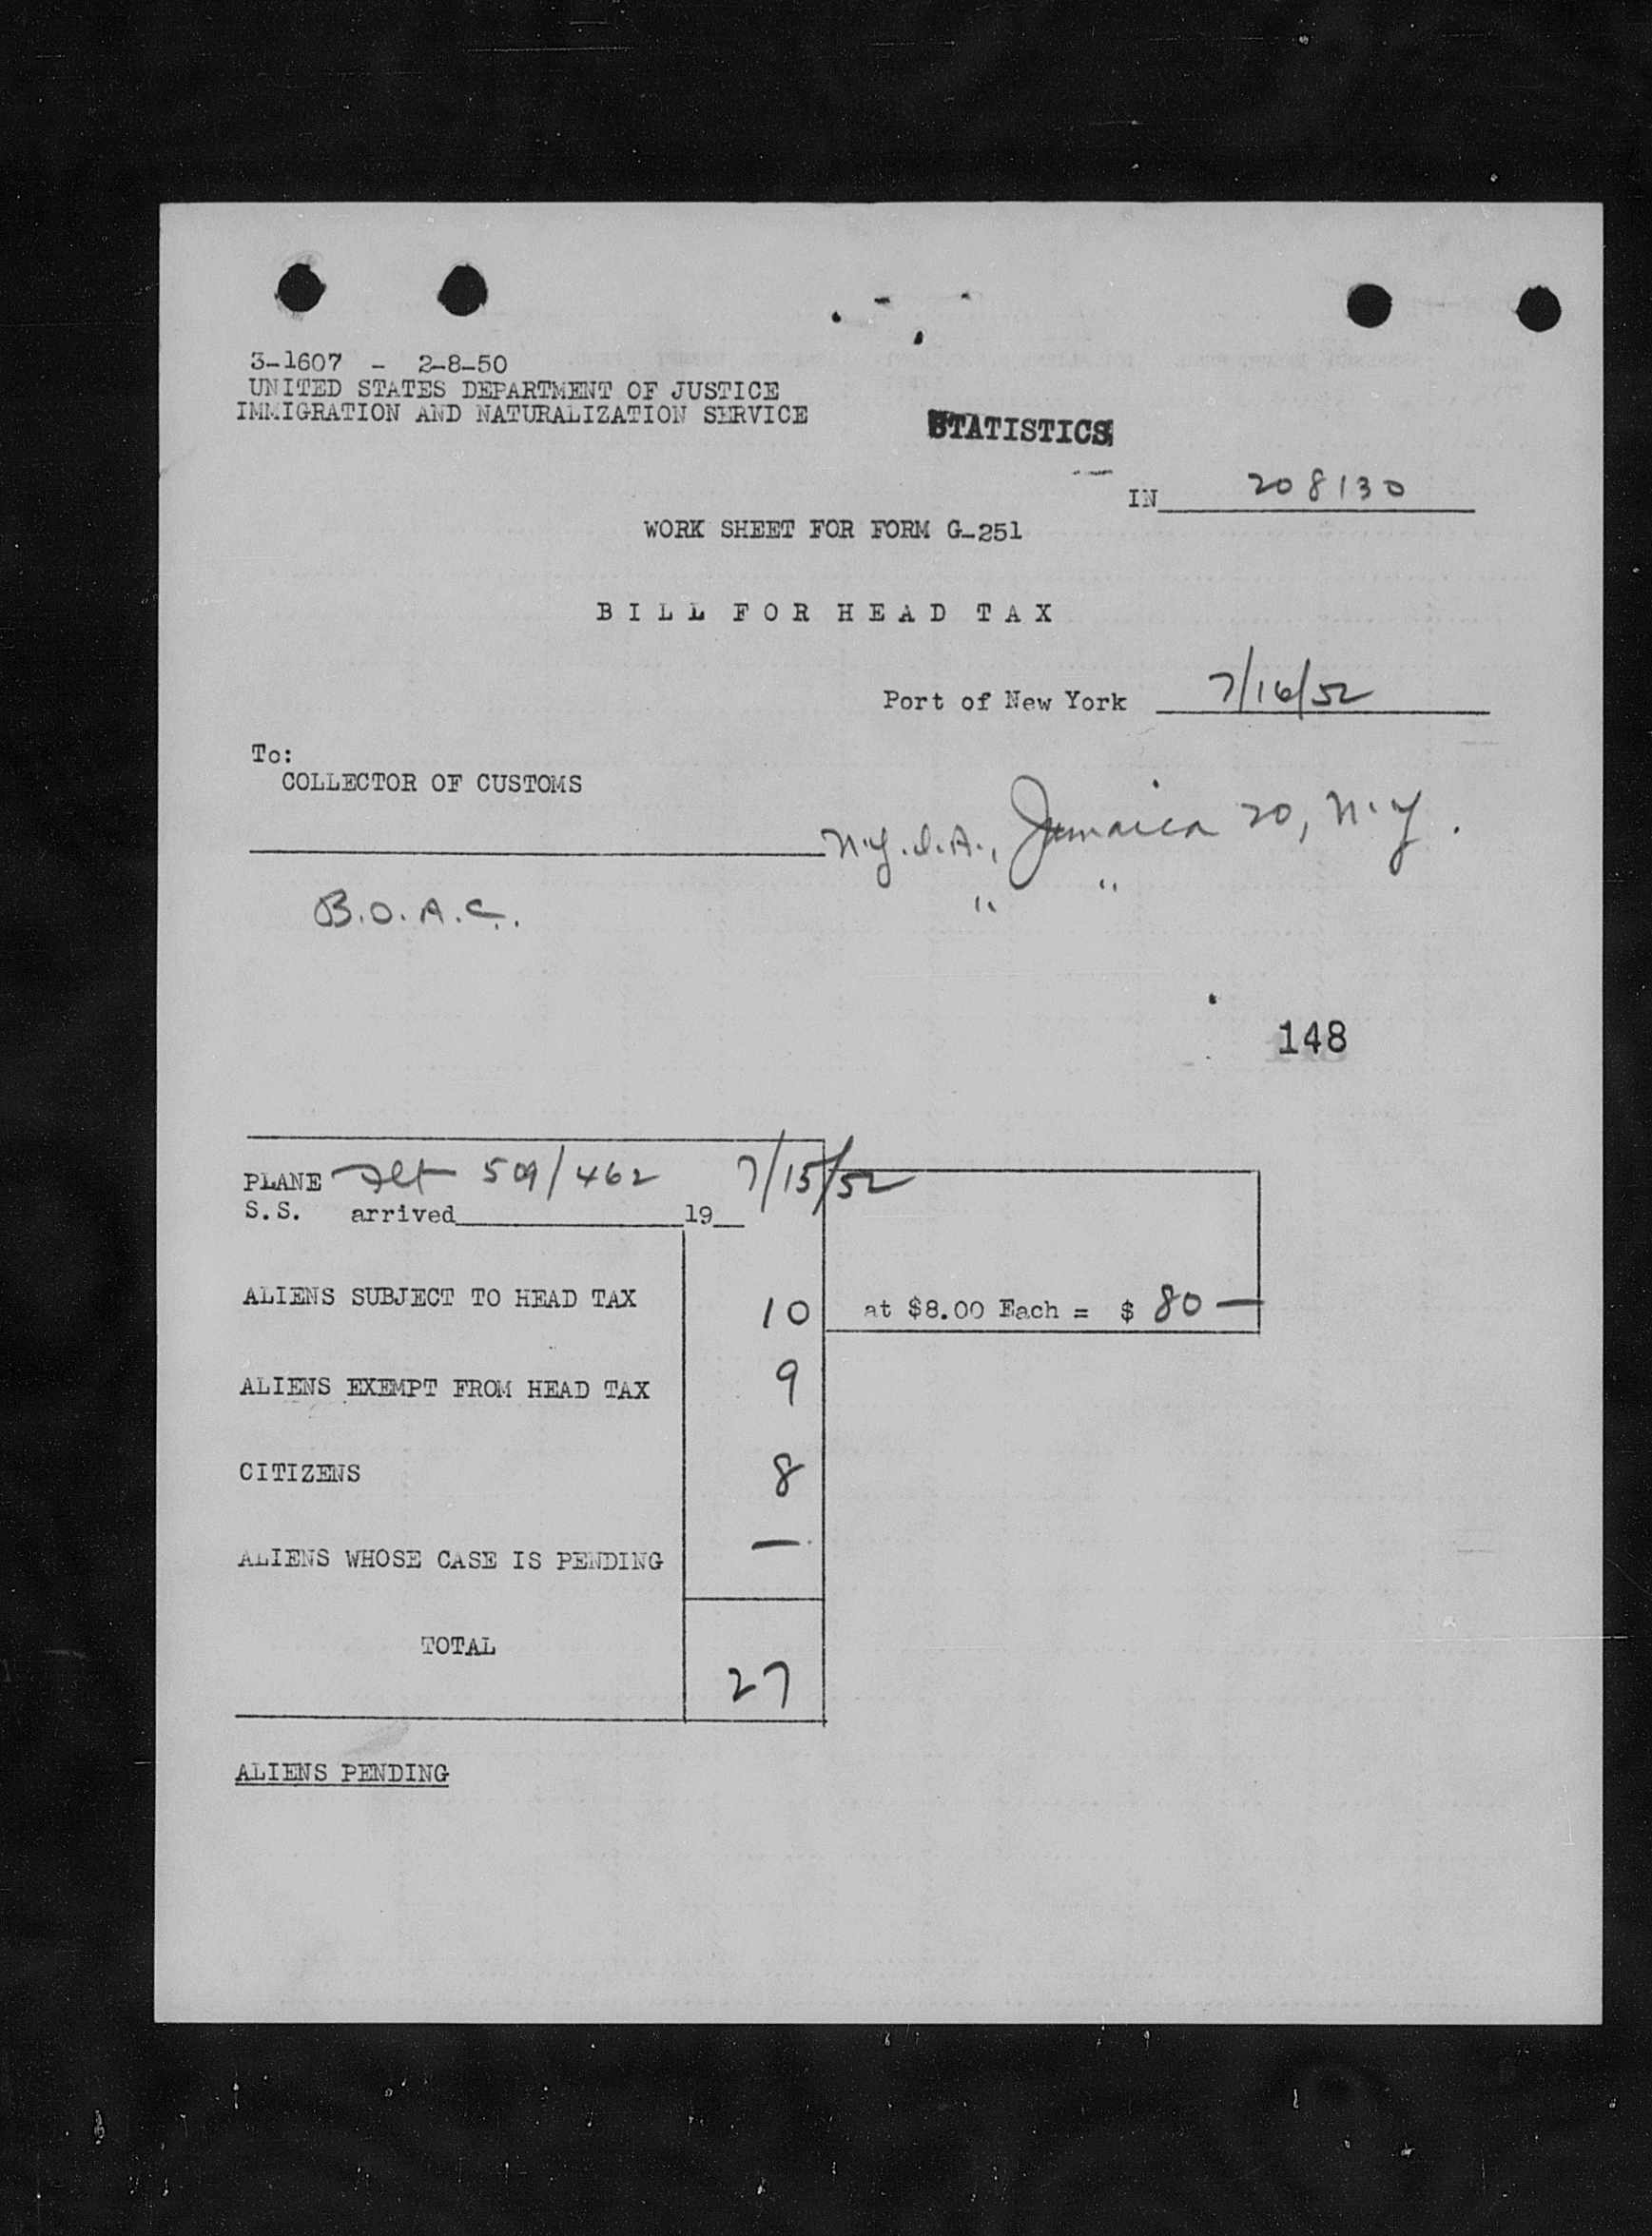 3-1607 - 2-8-50
UNITED STATES DEPARTMENT OF JUSTICE
IMMIGRATION AND NATURALIZATION SERVICE
STATISTICS
IN 208130
WORK SHEET FOR FORM G-251
BILL FOR HEAD TAX
Port of New York 7/16/52
To:
COLLECTOR OF CUSTOMS
N.Y.I.A., Jamaica 20, N.Y.
B.O.A.C. " "
148
PLANE Flt 509/462 7/15/52
S.S. arrived 19
ALIENS SUBJECT TO HEAD TAX 10 at $8.00 Each = $ 80 —
ALIENS EXEMPT FROM HEAD TAX 9
CITIZENS 8
ALIENS WHOSE CASE IS PENDING —
TOTAL 27
ALIENS PENDING